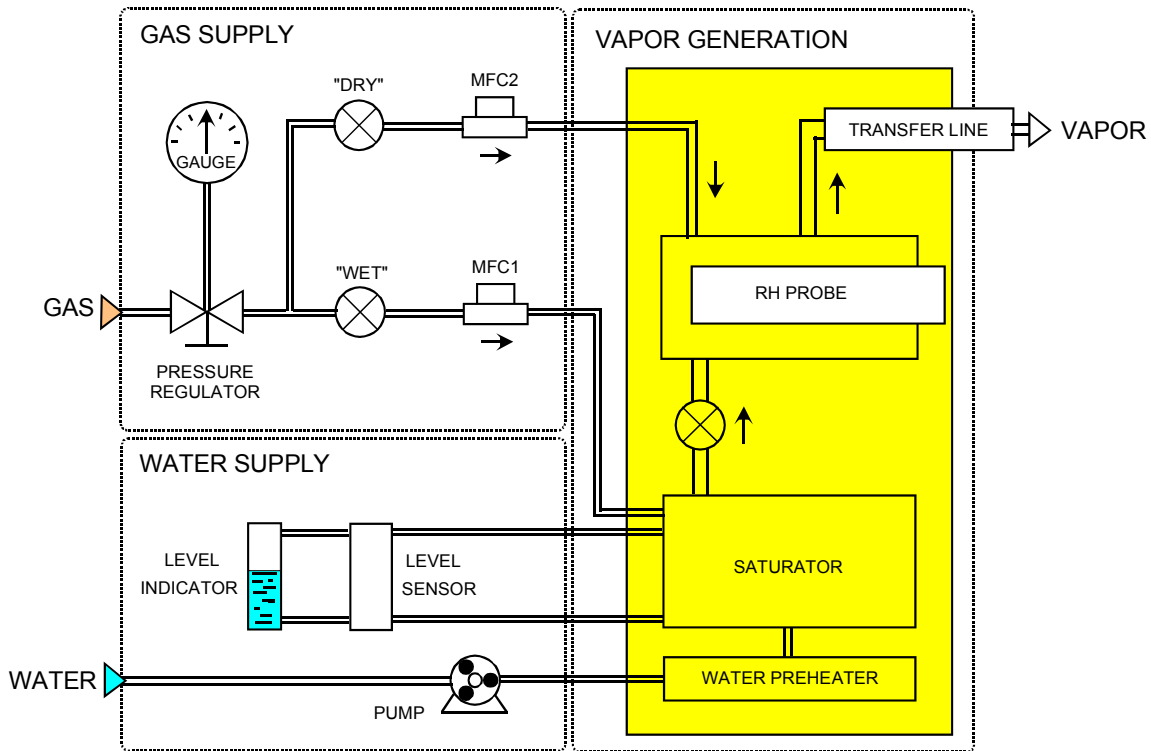 GAS SUPPLY
VAPOR GENERATION
"DRY"
MFC2
GAUGE
TRANSFER LINE
VAPOR
"WET"
MFC1
RH PROBE
GAS
PRESSURE
REGULATOR
WATER SUPPLY
LEVEL
INDICATOR
LEVEL
SENSOR
SATURATOR
WATER
PUMP
WATER PREHEATER